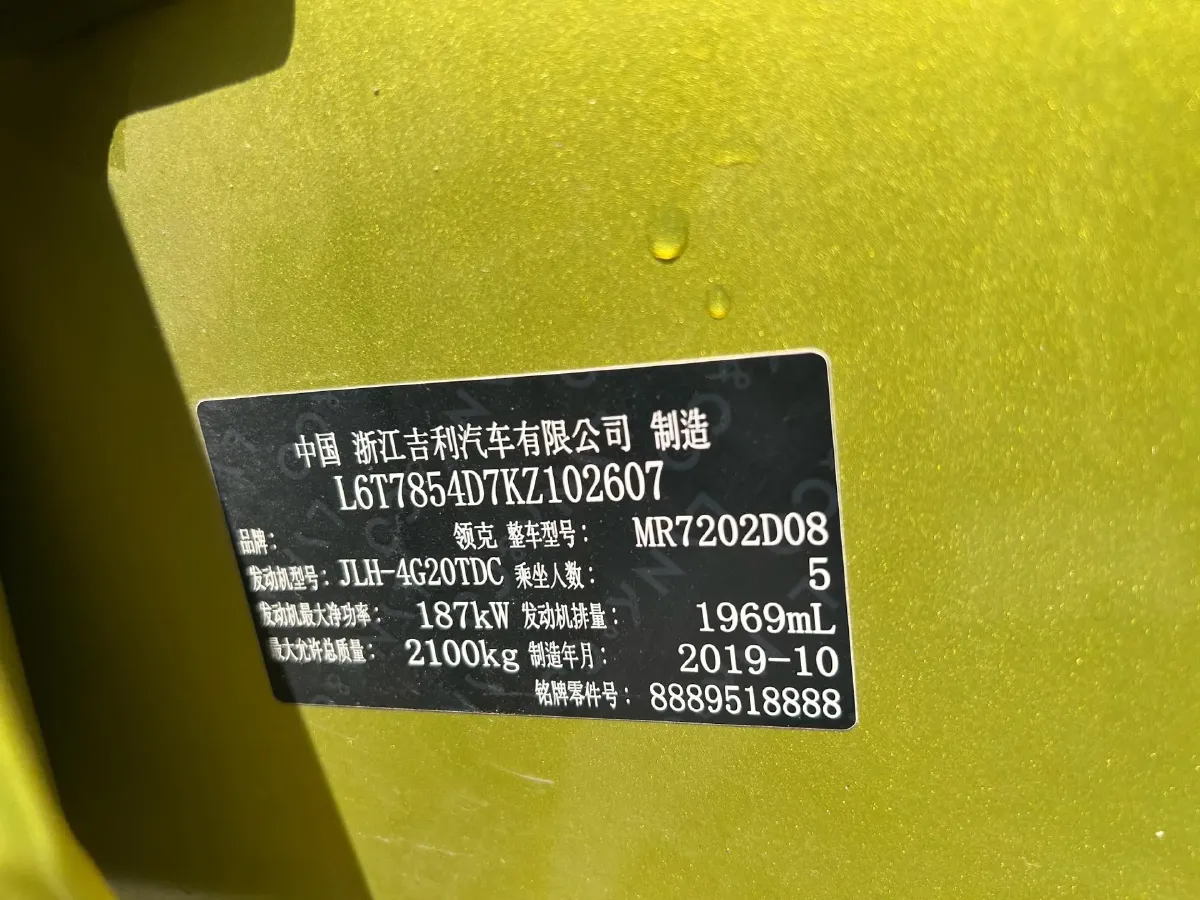 中国 浙江吉利汽车有限公司 制造
L6T7854D7KZ102607
品牌: 领克 整车型号: MR7202D08
发动机型号: JLH-4G20TDC 乘坐人数: 5
发动机最大净功率: 187kW 发动机排量: 1969mL
最大允许总质量: 2100kg 制造年月: 2019-10
铭牌零件号: 8889518888